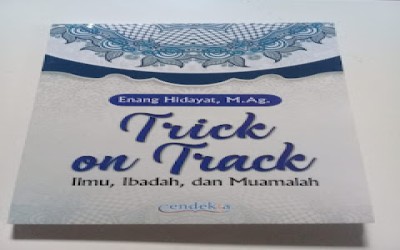 Enang Hidayat, M.Ag.
Trick
on Track
Ilmu, Ibadah, dan Muamalah
Cendekia